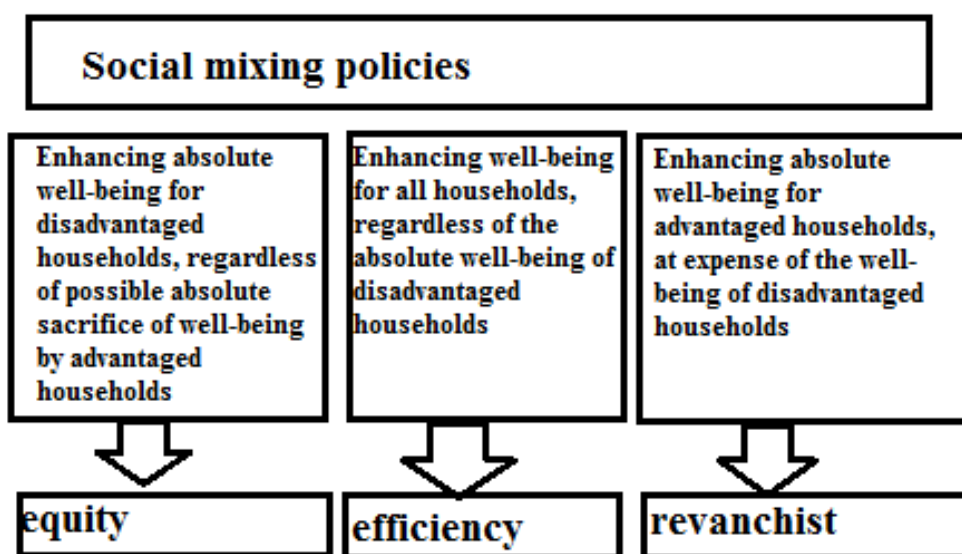 Social mixing policies
Enhancing absolute
well-being for
disadvantaged
households, regardless
of possible absolute
sacrifice of well-being
by advantaged
households
Enhancing well-being
for all households,
regardless of the
absolute well-being of
disadvantaged
households
Enhancing absolute
well-being for
advantaged households,
at expense of the well-
being of disadvantaged
households
equity
efficiency
revanchist